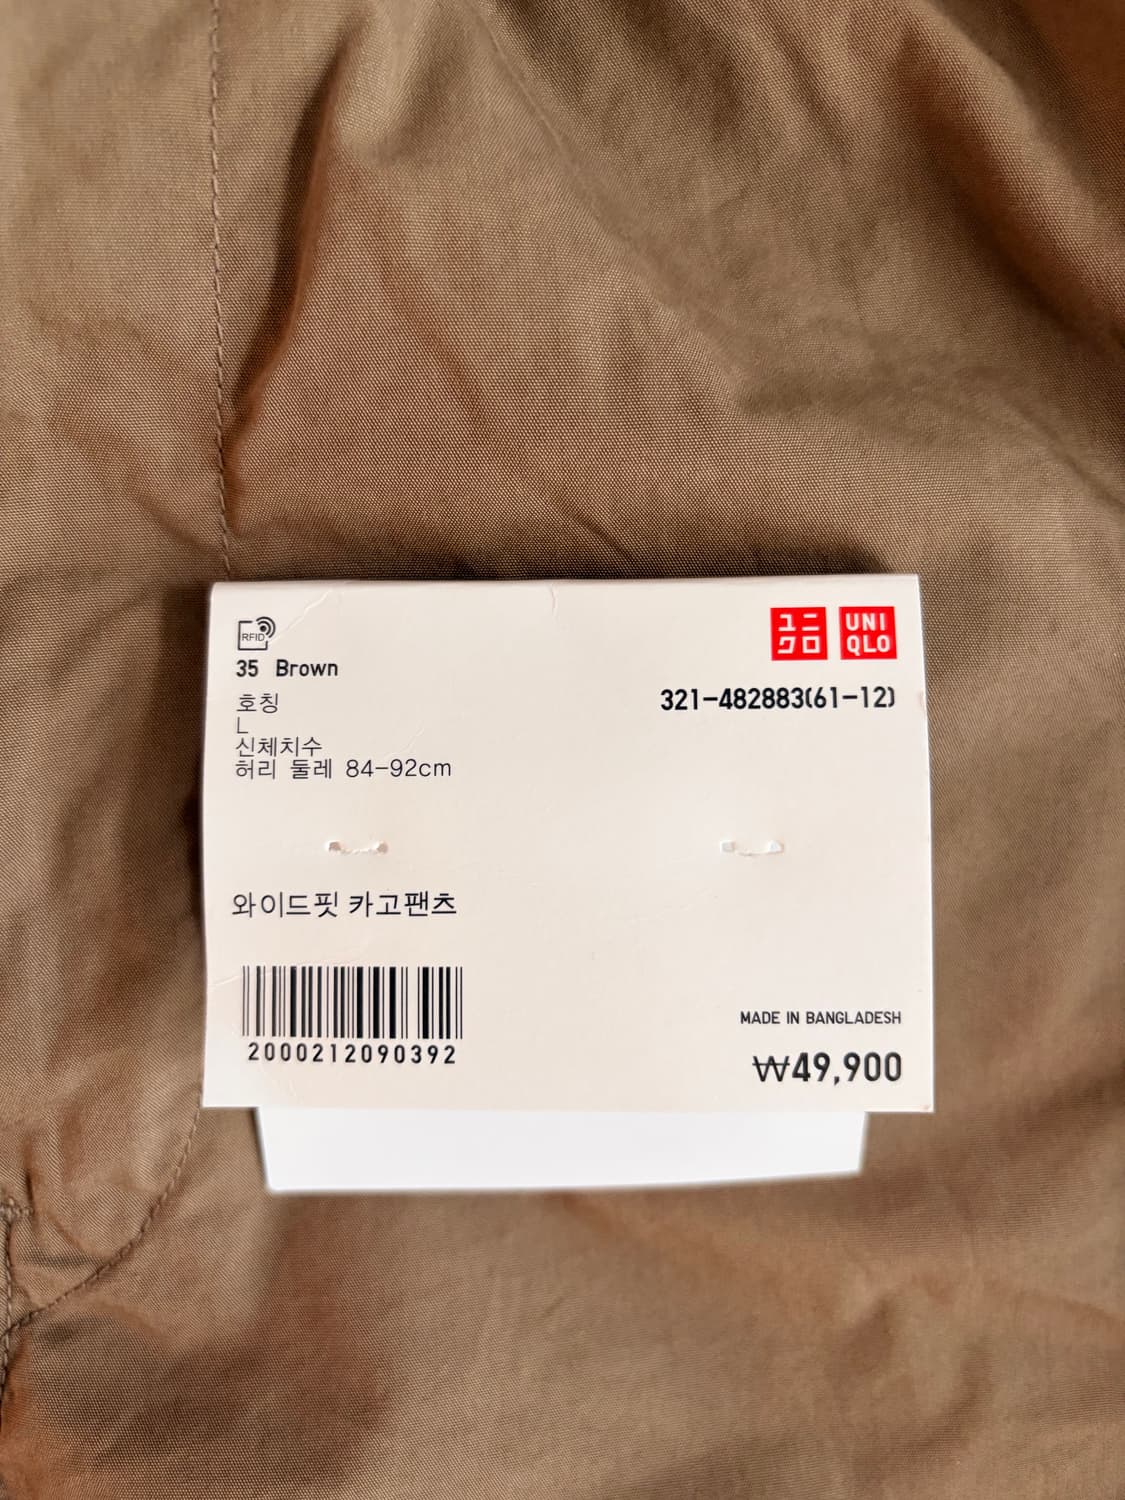 RFID
35 Brown
호칭
L
신체치수
허리 둘레 84-92cm
ユニ
クロ
UNI
QLO
321-482883(61-12)
와이드핏 카고팬츠
2000212090392
MADE IN BANGLADESH
₩49,900